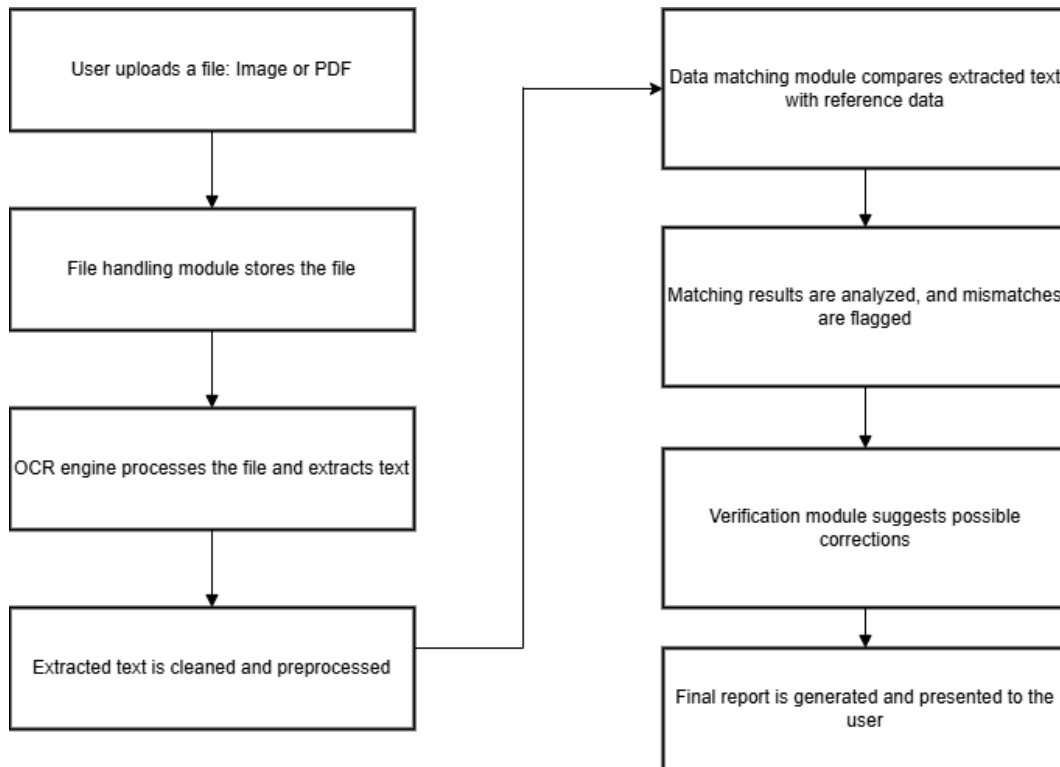 User uploads a file: Image or PDF
File handling module stores the file
OCR engine processes the file and extracts text
Extracted text is cleaned and preprocessed
Data matching module compares extracted text
with reference data
Matching results are analyzed, and mismatches
are flagged
Verification module suggests possible
corrections
Final report is generated and presented to the
user